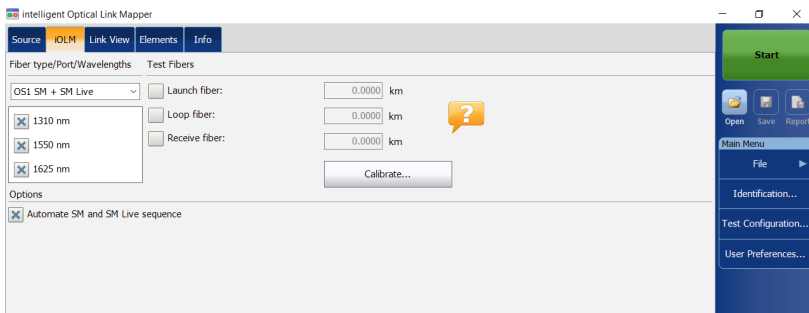 intelligent Optical Link Mapper
Source iOLM Link View Elements Info
Fiber type/Port/Wavelengths Test Fibers
OS1 SM + SM Live
1310 nm
1550 nm
1625 nm
Launch fiber: 0.0000 km
Loop fiber: 0.0000 km
Receive fiber: 0.0000 km
?
Calibrate...
Options
Automate SM and SM Live sequence
Start
Open Save Report
Main Menu
File
Identification...
Test Configuration...
User Preferences...